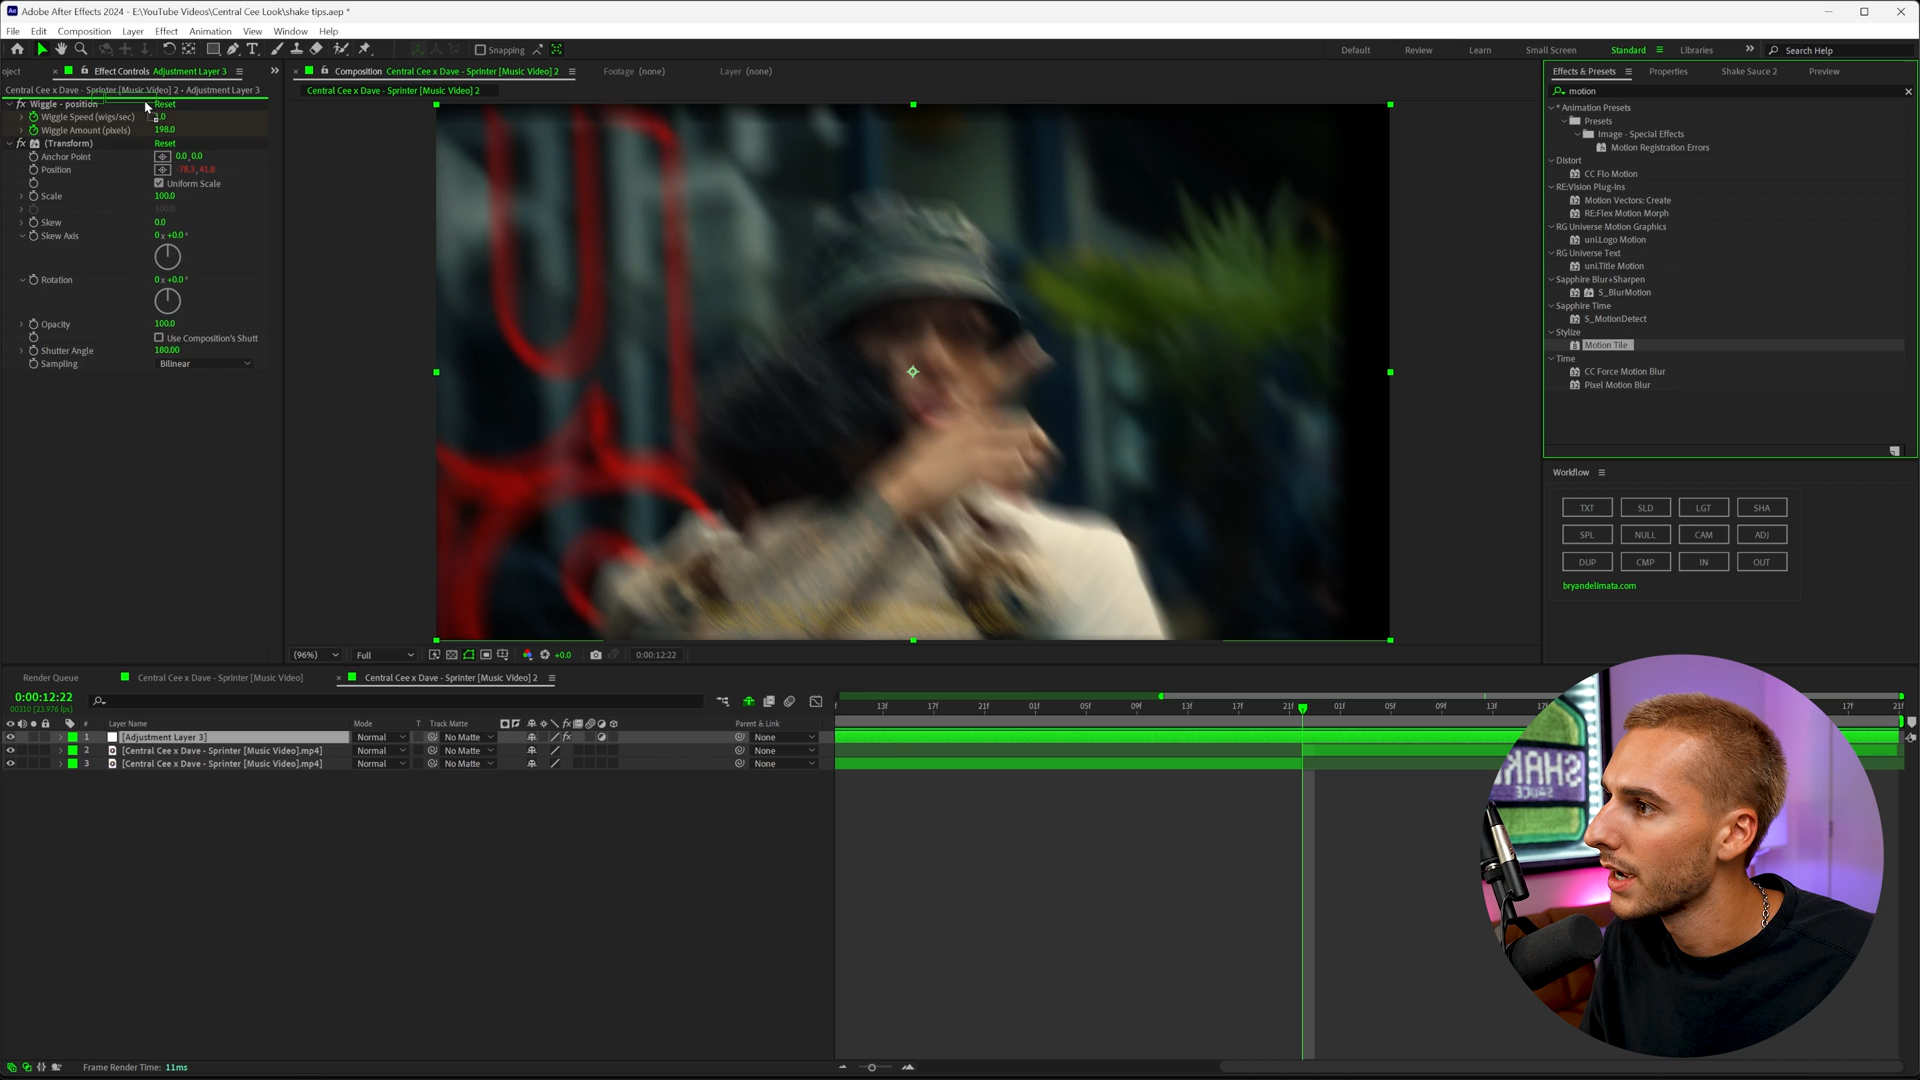 Adobe After Effects 2024 - E:\YouTube Videos\Central Cee Look\shake tips.aep *
File Edit Composition Layer Effect Animation View Window Help
Snapping
Default Review Learn Small Screen Standard Libraries Search Help
oject Effect Controls Adjustment Layer 3
Central Cee x Dave - Sprinter [Music Video] 2 • Adjustment Layer 3
Wiggle - position Reset
Wiggle Speed (wigs/sec)
Wiggle Amount (pixels) 198.0
(Transform) Reset
Anchor Point 0.0,0.0
Position -78.3,41.8
Uniform Scale
Scale 100.0
100.0
Skew 0.0
Skew Axis 0 x +0.0 °
Rotation 0 x +0.0 °
Opacity 100.0
Use Composition's Shutt
Shutter Angle 180.00
Sampling Bilinear
Composition Central Cee x Dave - Sprinter [Music Video] 2
Footage (none)
Layer (none)
Central Cee x Dave - Sprinter [Music Video] 2
(96%) Full +0.0 0:00:12:22
Effects & Presets Properties Shake Sauce 2 Preview
motion
* Animation Presets
Presets
Image - Special Effects
Motion Registration Errors
Distort
CC Flo Motion
RE:Vision Plug-ins
Motion Vectors: Create
RE:Flex Motion Morph
RG Universe Motion Graphics
uni.Logo Motion
RG Universe Text
uni.Title Motion
Sapphire Blur+Sharpen
S_BlurMotion
Sapphire Time
S_MotionDetect
Stylize
Motion Tile
Time
CC Force Motion Blur
Pixel Motion Blur
Workflow
TXT SLD LGT SHA
SPL NULL CAM ADJ
DUP CMP IN OUT
bryandelimata.com
Render Queue
Central Cee x Dave - Sprinter [Music Video]
Central Cee x Dave - Sprinter [Music Video] 2
0:00:12:22
00310 (23.976 fps)
# Layer Name Mode T Track Matte Parent & Link
1 [Adjustment Layer 3] Normal No Matte None
2 [Central Cee x Dave - Sprinter [Music Video].mp4] Normal No Matte None
3 [Central Cee x Dave - Sprinter [Music Video].mp4] Normal No Matte None
f 13f 17f 21f 01f 05f 09f 13f 17f 21f 01f 05f 09f 13f 17f 17f 21f
SHAKE
SAUCE
Frame Render Time: 11ms